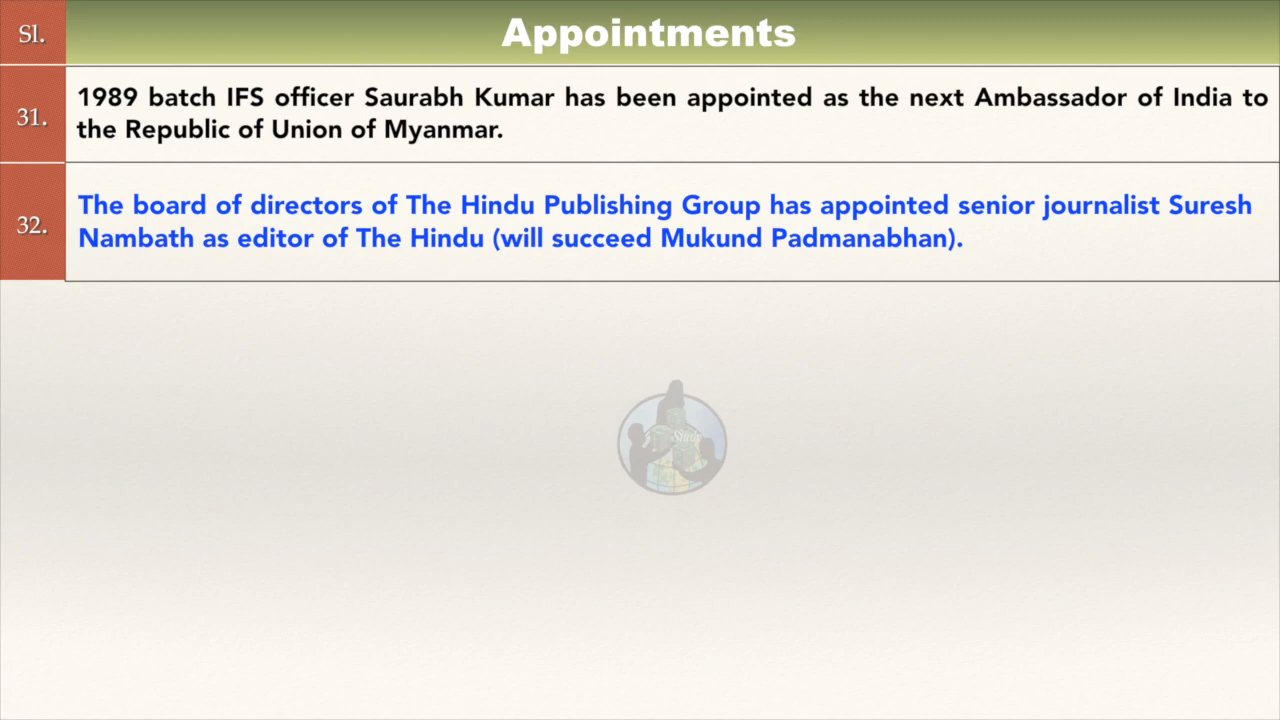 Sl.
Appointments
31.
1989 batch IFS officer Saurabh Kumar has been appointed as the next Ambassador of India to
the Republic of Union of Myanmar.
32.
The board of directors of The Hindu Publishing Group has appointed senior journalist Suresh
Nambath as editor of The Hindu (will succeed Mukund Padmanabhan).
Study